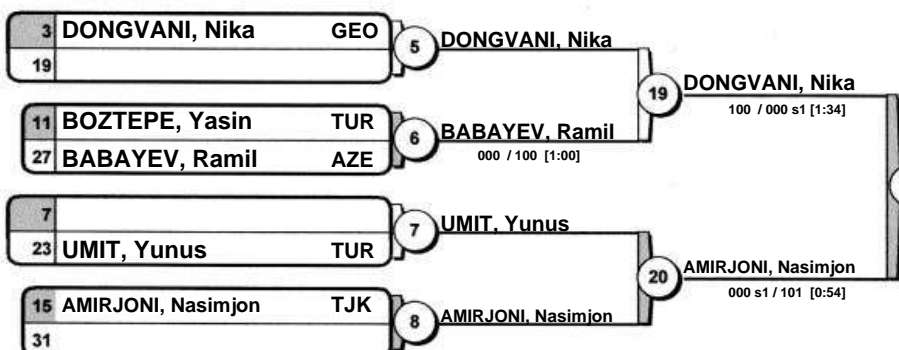 3 DONGVANI, Nika GEO
19
5 DONGVANI, Nika
11 BOZTEPE, Yasin TUR
27 BABAYEV, Ramil AZE
6 BABAYEV, Ramil
000 / 100 [1:00]
19 DONGVANI, Nika
100 / 000 s1 [1:34]
7
23 UMIT, Yunus TUR
7 UMIT, Yunus
15 AMIRJONI, Nasimjon TJK
31
8 AMIRJONI, Nasimjon
20 AMIRJONI, Nasimjon
000 s1 / 101 [0:54]